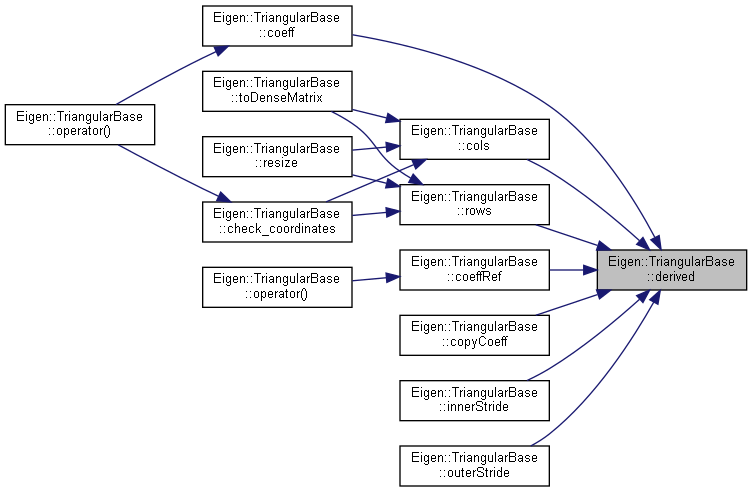 Eigen::TriangularBase
::coeff
Eigen::TriangularBase
::toDenseMatrix
Eigen::TriangularBase
::operator()
Eigen::TriangularBase
::cols
Eigen::TriangularBase
::resize
Eigen::TriangularBase
::rows
Eigen::TriangularBase
::check_coordinates
Eigen::TriangularBase
::derived
Eigen::TriangularBase
::coeffRef
Eigen::TriangularBase
::operator()
Eigen::TriangularBase
::copyCoeff
Eigen::TriangularBase
::innerStride
Eigen::TriangularBase
::outerStride